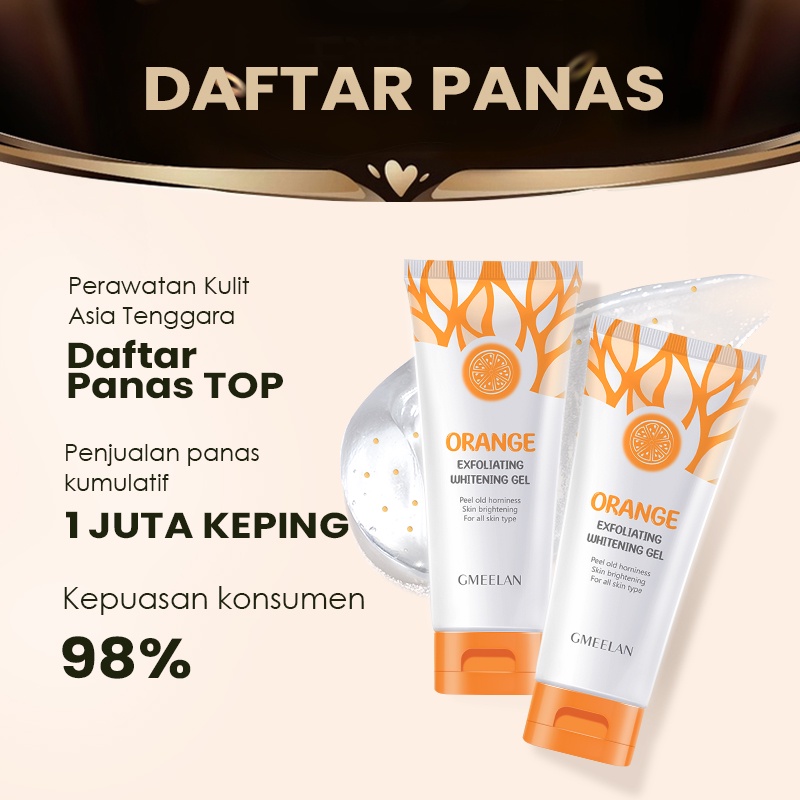 DAFTAR PANAS
Perawatan Kulit
Asia Tenggara
Daftar
Panas TOP
Penjualan panas
kumulatif
1 JUTA KEPING
Kepuasan konsumen
98%
ORANGE
EXFOLIATING
WHITENING GEL
Peel old horniness
Skin brightening
For all skin type
GMEELAN
ORANGE
EXFOLIATING
WHITENING GEL
Peel old horniness
Skin brightening
For all skin type
GMEELAN